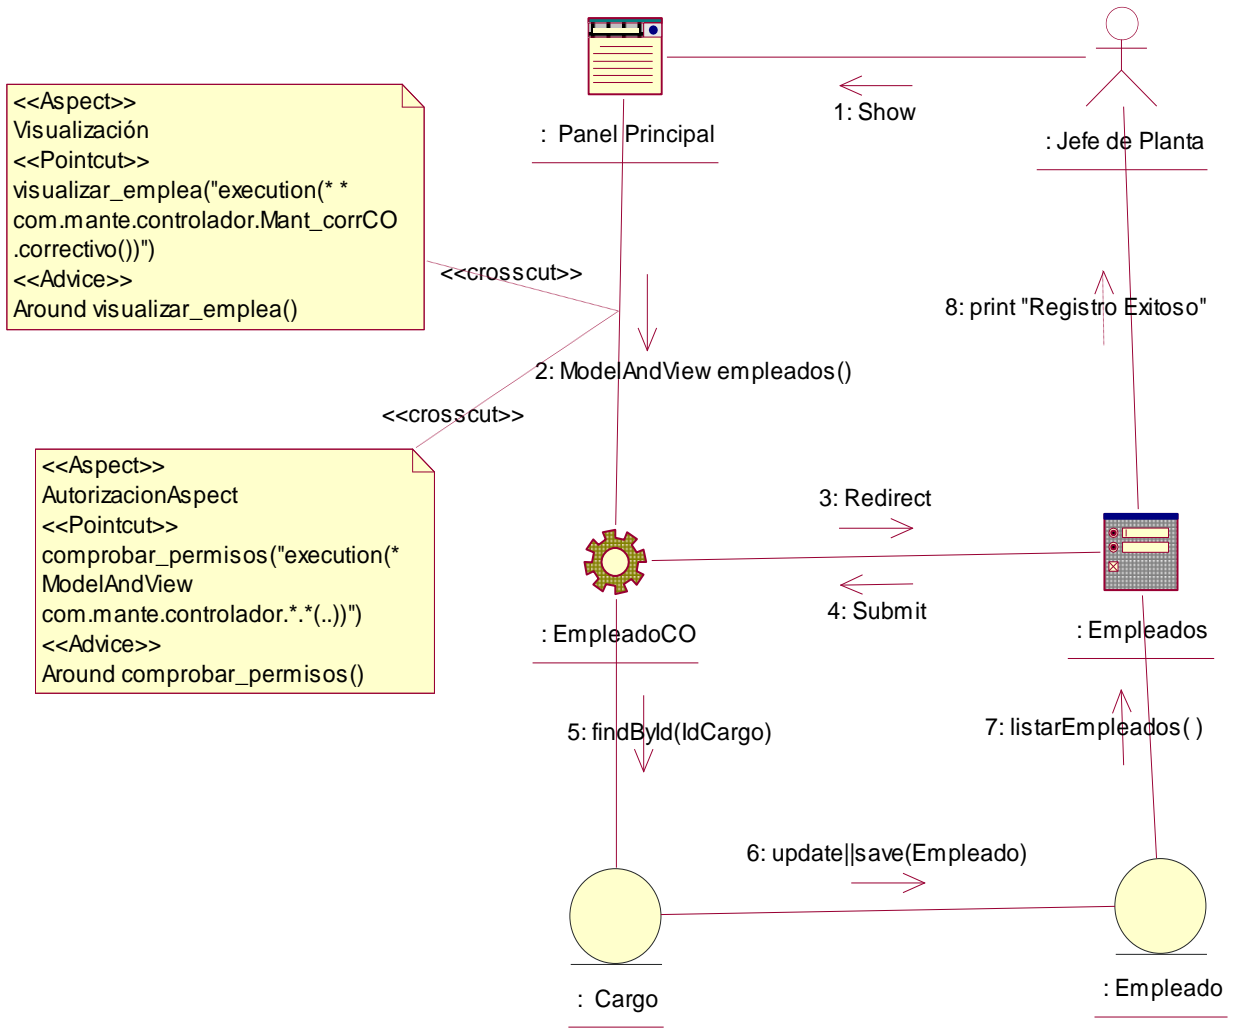 1: Show
: Panel Principal
: Jefe de Planta
<<Aspect>>
Visualización
<<Pointcut>>
visualizar_emplea("execution(* *
com.mante.controlador.Mant_corrCO
.correctivo())")
<<Advice>>
Around visualizar_emplea()
<<crosscut>>
8: print "Registro Exitoso"
2: ModelAndView empleados()
<<crosscut>>
<<Aspect>>
AutorizacionAspect
<<Pointcut>>
comprobar_permisos("execution(*
ModelAndView
com.mante.controlador.*.*(..))")
<<Advice>>
Around comprobar_permisos()
3: Redirect
4: Submit
: EmpleadoCO
: Empleados
5: findById(IdCargo)
7: listarEmpleados( )
6: update||save(Empleado)
: Cargo
: Empleado